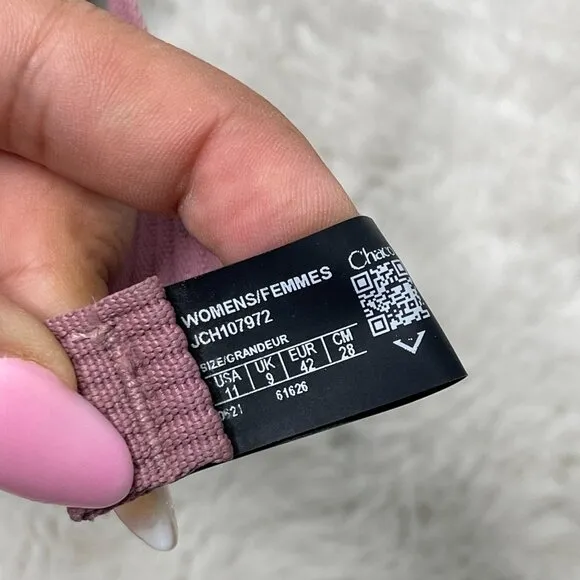 WOMENS/FEMMES
JCH107972
SIZE/GRANDEUR
USA UK EUR CM
11 9 42 28
61626